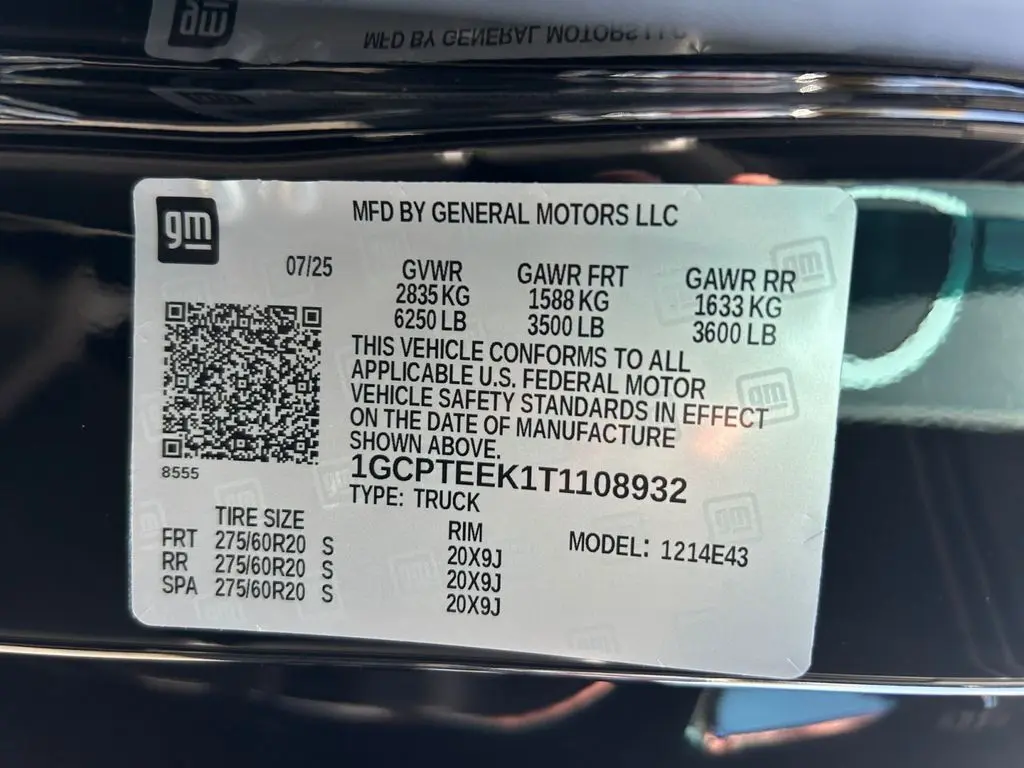 MFD BY GENERAL MOTORS LLC
gm
MFD BY GENERAL MOTORS LLC
07/25
GVWR GAWR FRT GAWR RR
2835 KG 1588 KG 1633 KG
6250 LB 3500 LB 3600 LB
THIS VEHICLE CONFORMS TO ALL
APPLICABLE U.S. FEDERAL MOTOR
VEHICLE SAFETY STANDARDS IN EFFECT
ON THE DATE OF MANUFACTURE
SHOWN ABOVE.
8555
1GCPTEEK1T1108932
TYPE: TRUCK
TIRE SIZE RIM MODEL: 1214E43
FRT 275/60R20 S 20X9J
RR 275/60R20 S 20X9J
SPA 275/60R20 S 20X9J